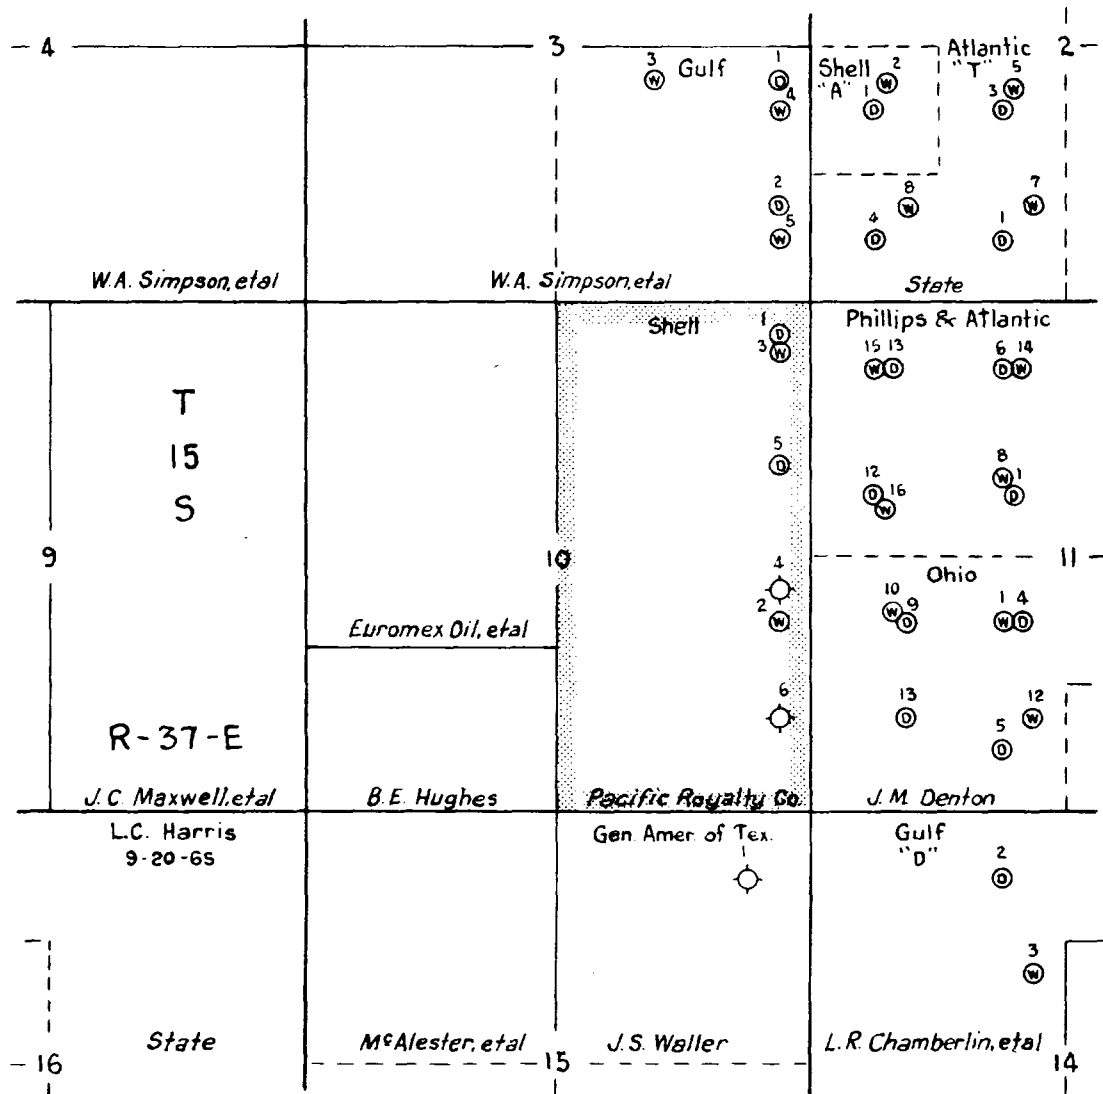 4
3
2
3
W
Gulf
1
D
4
W
Shell
"A"
2
W
1
D
Atlantic
"T"
5
W
3
D
2
D
5
W
8
W
4
D
7
W
1
D
W.A. Simpson, etal
W.A. Simpson, etal
State
Shell
1
D
3
W
Phillips & Atlantic
15 13
W D
6 14
D W
T
15
S
5
D
12
D
16
W
8
W
1
D
9
10
11
4
2
W
Ohio
10
W
9
D
1 4
W D
Euromex Oil, etal
6
13
D
12
W
5
D
R-37-E
J.C. Maxwell, etal
B.E. Hughes
Pacific Royalty Co.
J.M. Denton
L.C. Harris
9-20-65
Gen. Amer. of Tex.
1
Gulf
"D"
2
D
3
W
State
McAlester, etal
J.S. Waller
L.R. Chamberlin, etal
16
15
14